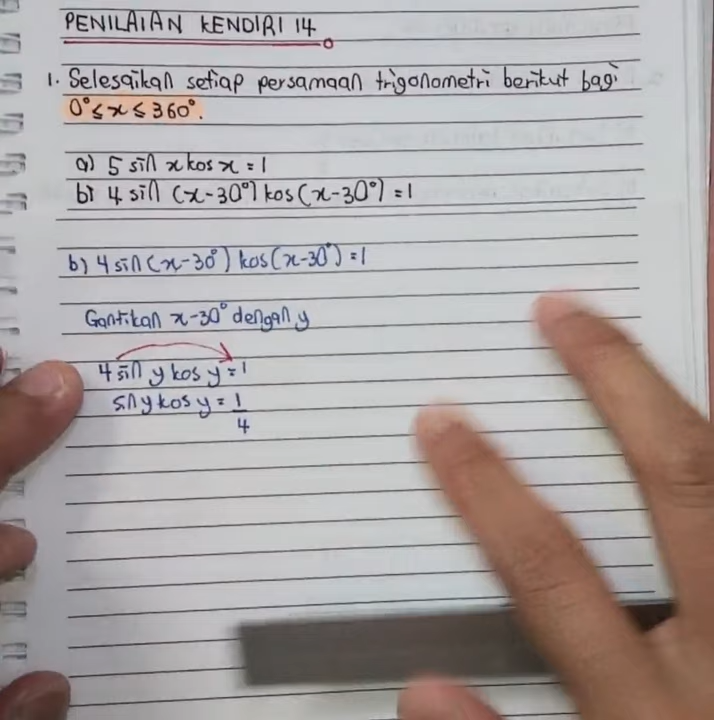 PENILAIAN KENDIRI 14
1. Selesaikan setiap persamaan trigonometri berikut bagi
0° ≤ x ≤ 360°.
a) 5 sin x kos x = 1
b) 4 sin (x-30°) kos (x-30°) = 1
b) 4 sin (x-30°) kos (x-30°) = 1
Gantikan x-30° dengan y
4 sin y kos y = 1
sin y kos y = 1/4